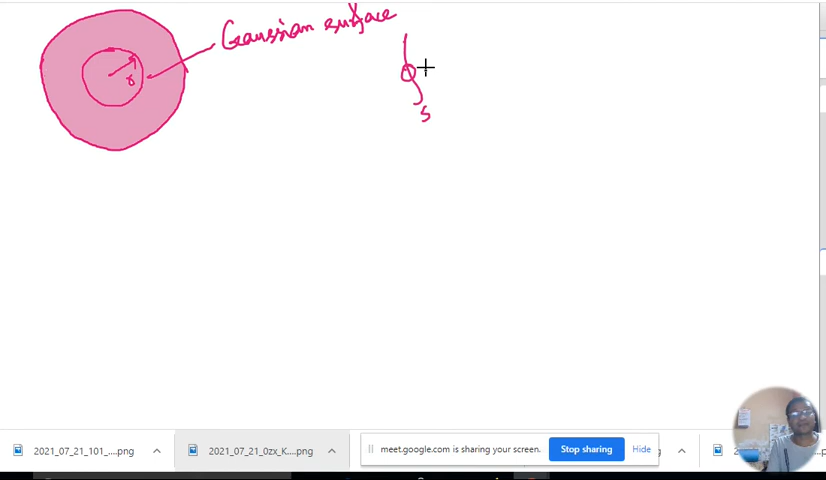 Gaussian surface
r
∮
s
2021_07_21_101_....png
2021_07_21_0zx_K....png
meet.google.com is sharing your screen.
Stop sharing
Hide